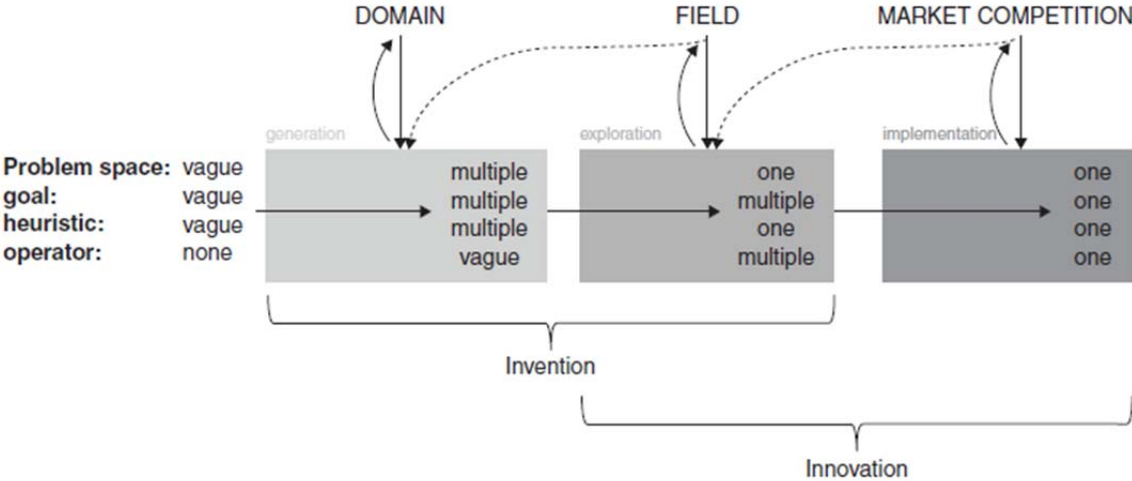 DOMAIN FIELD MARKET COMPETITION
generation exploration implementation
Problem space: vague multiple one one
goal: vague multiple multiple one
heuristic: vague multiple one one
operator: none vague multiple one
Invention
Innovation